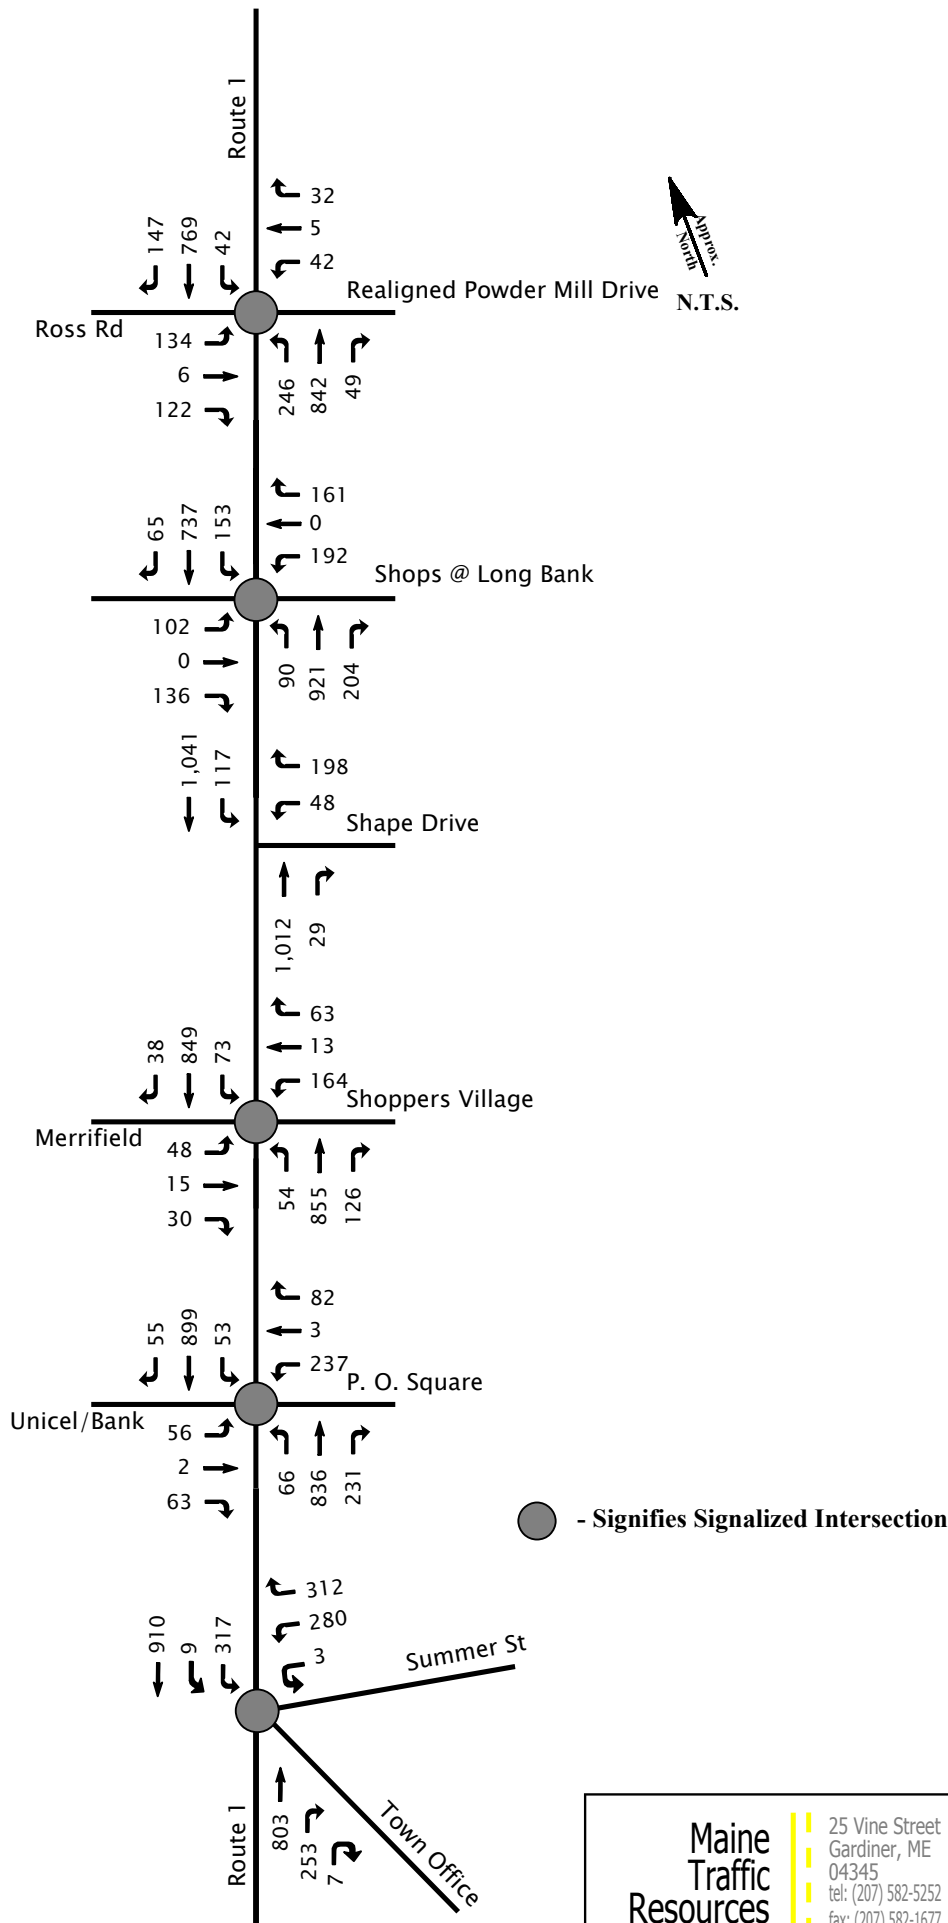 Route 1
32
5
42
147
769
42
Approx.
North
N.T.S.
Realigned Powder Mill Drive
Ross Rd
134
6
122
246
842
49
161
0
192
65
737
153
Shops @ Long Bank
102
0
136
90
921
204
1,041
117
198
48
Shape Drive
1,012
29
63
13
164
38
849
73
Shoppers Village
Merrifield
48
15
30
54
855
126
82
3
237
55
899
53
P. O. Square
Unicel/Bank
56
2
63
66
836
231
- Signifies Signalized Intersection
312
280
3
910
9
317
Summer St
Town Office
Route 1
803
253
7
Maine
Traffic
Resources
25 Vine Street
Gardiner, ME
04345
tel: (207) 582-5252
fax: (207) 582-1677